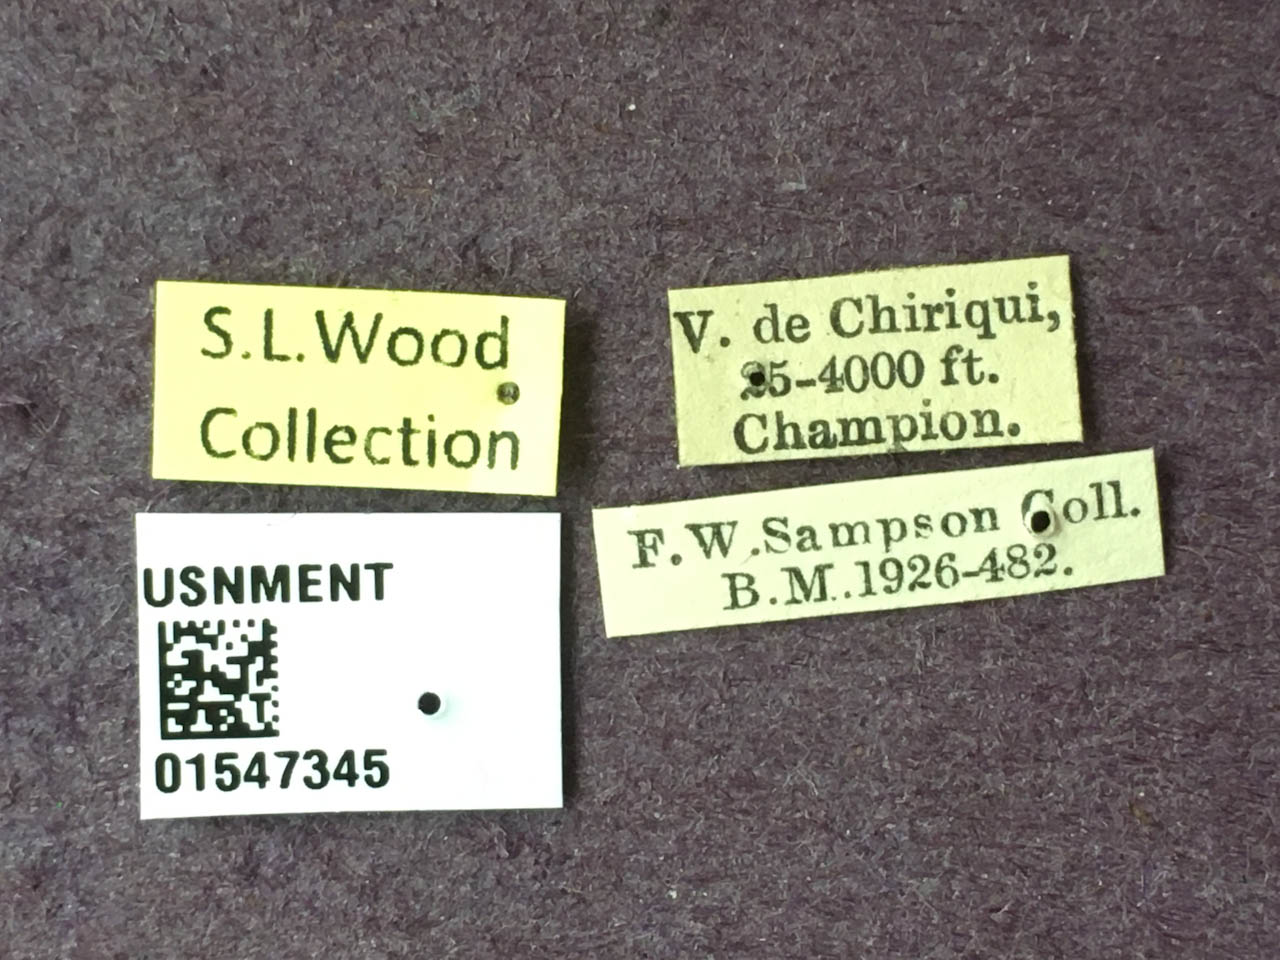 S.L.Wood
Collection
V. de Chiriqui,
25-4000 ft.
Champion.
F.W.Sampson Coll.
B.M.1926-482.
USNMENT
01547345